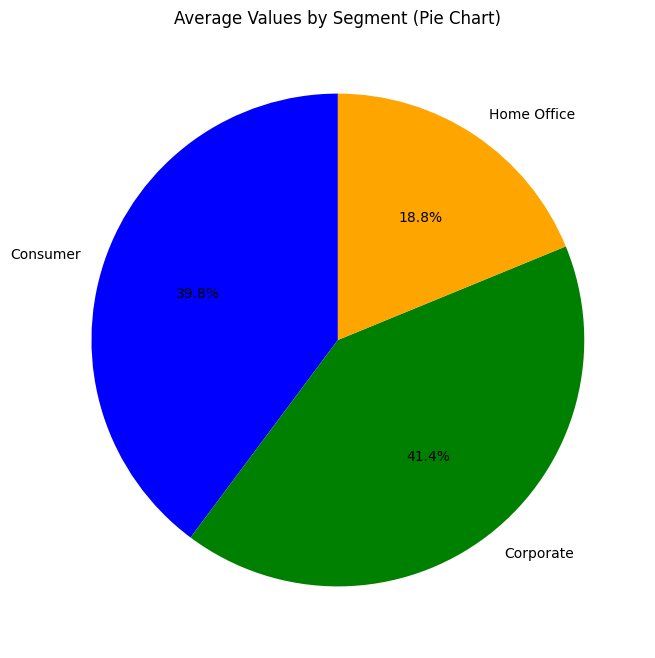 Average Values by Segment (Pie Chart)
Home Office
18.8%
Consumer
39.8%
41.4%
Corporate